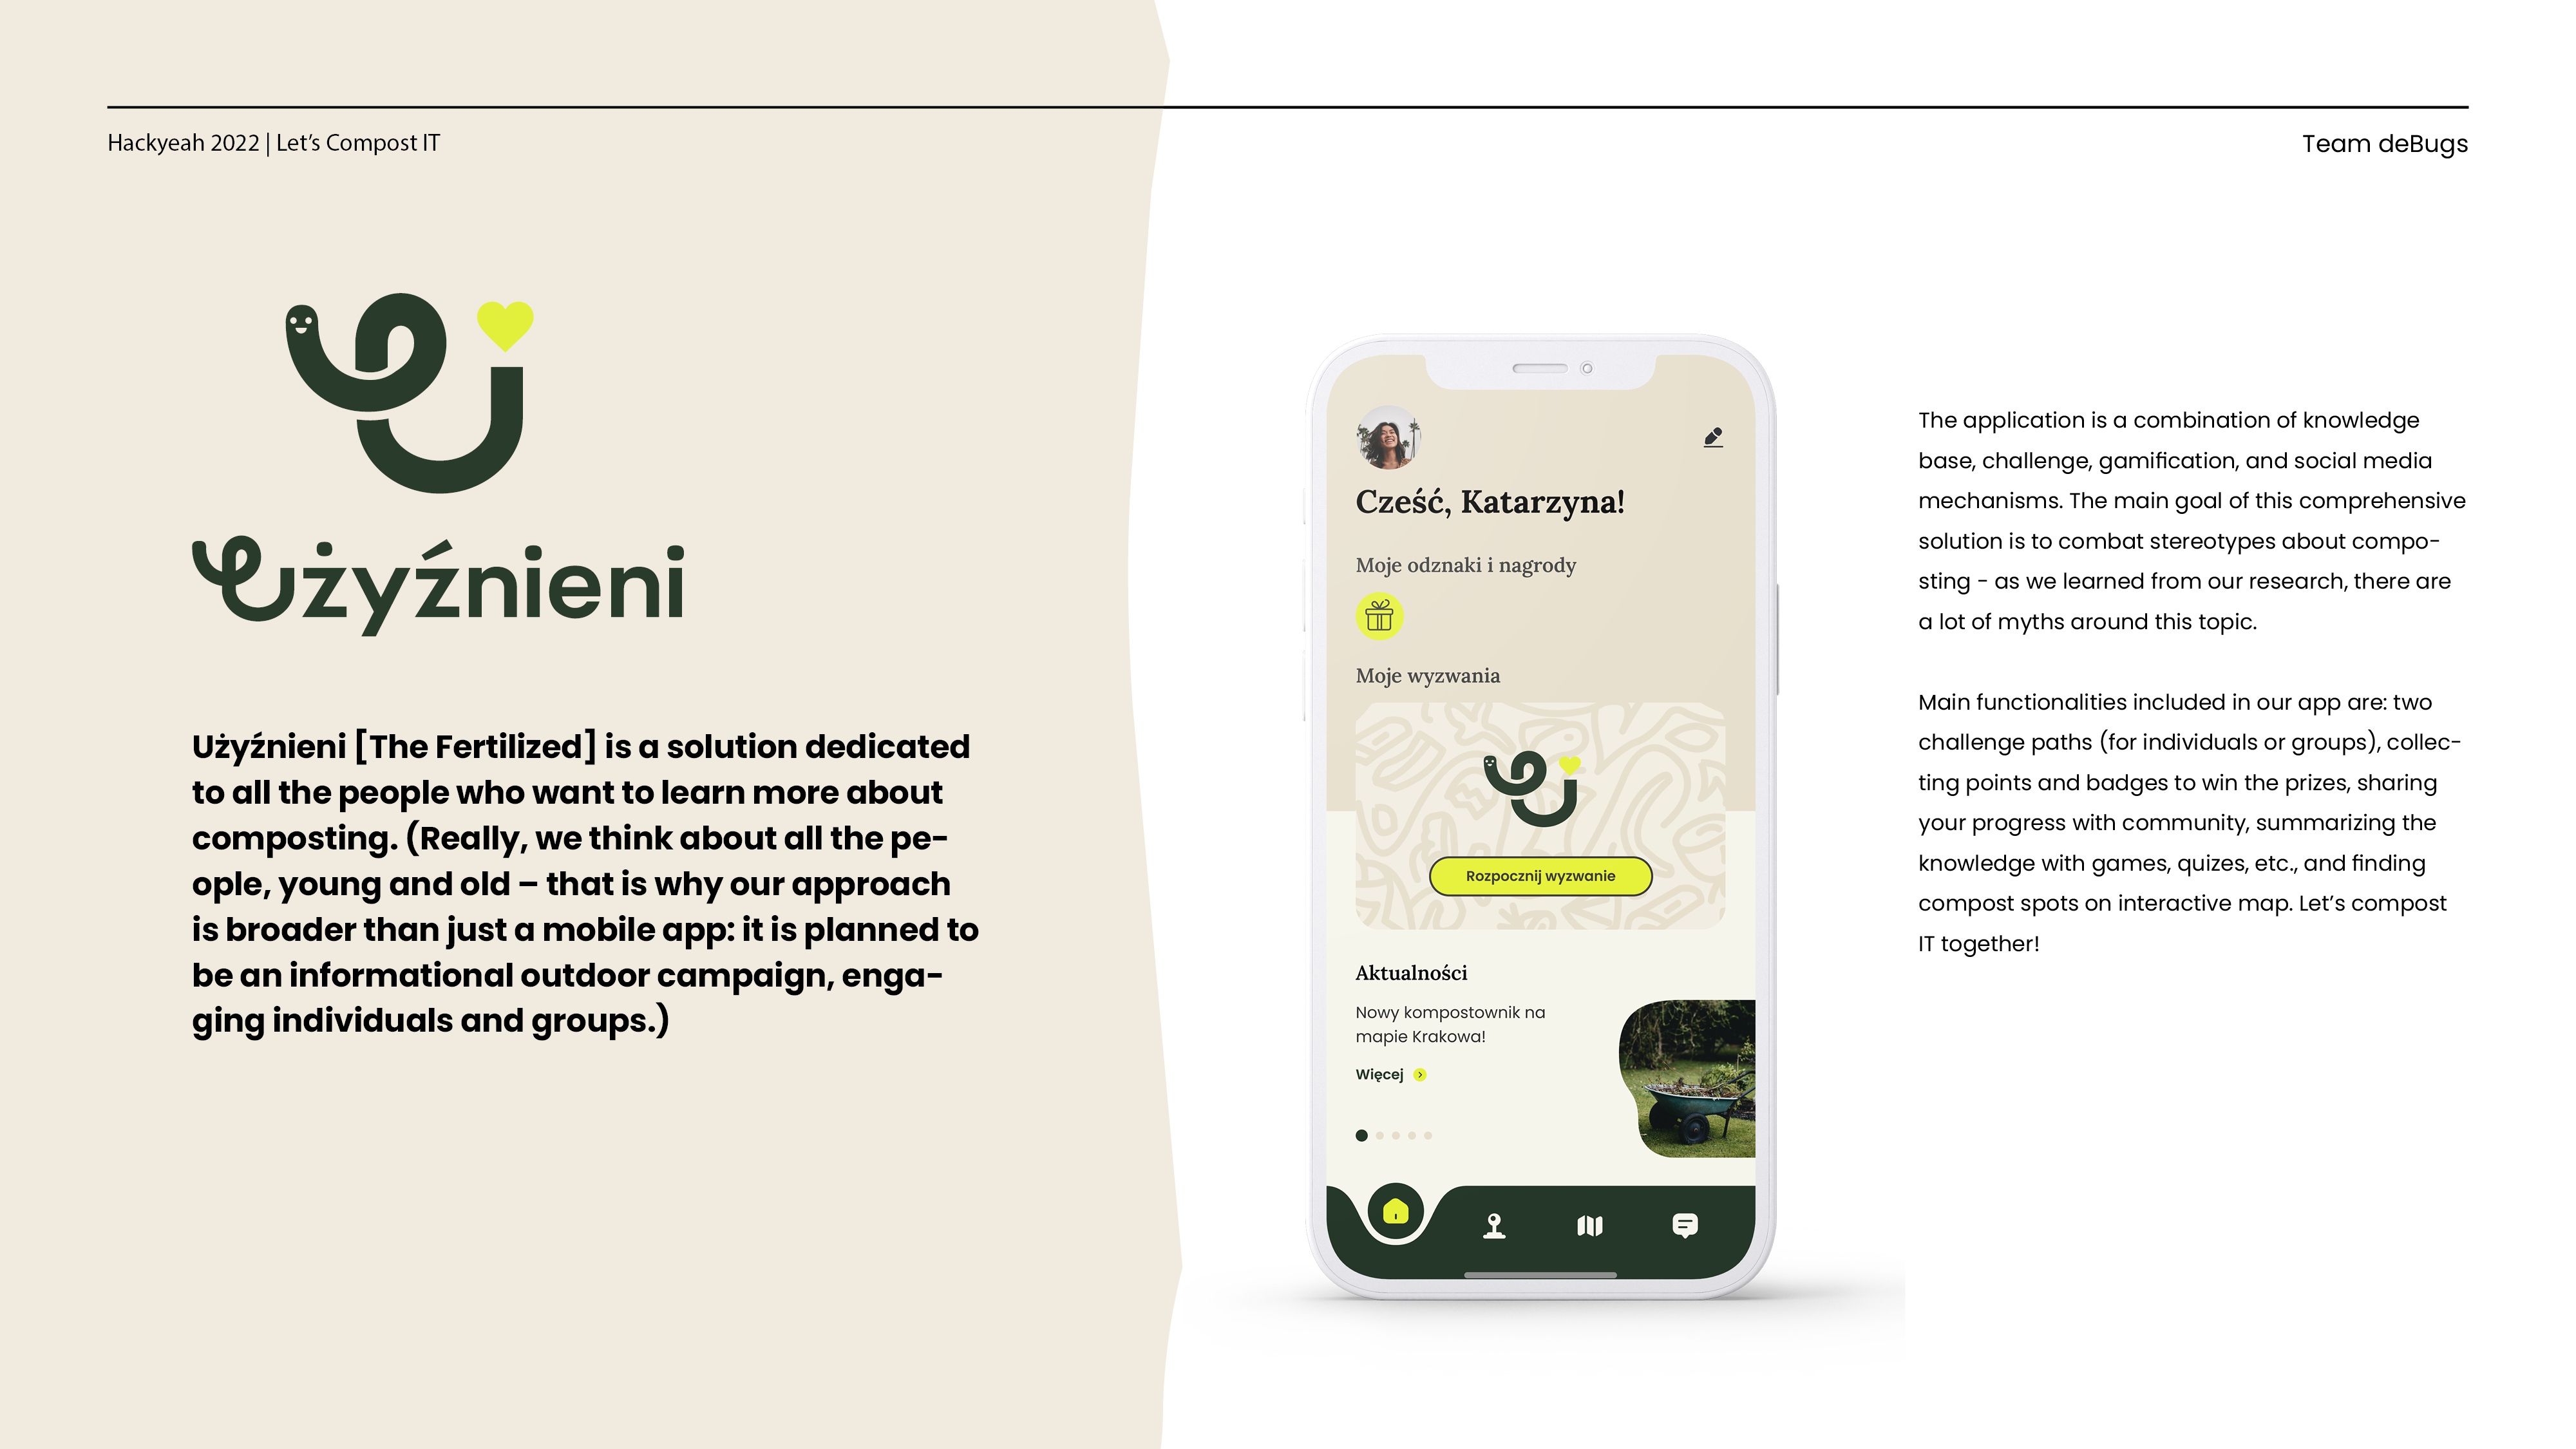 Hackyeah 2022 | Let's Compost IT
Team deBugs
Użyźnieni
Użyźnieni [The Fertilized] is a solution dedicated
to all the people who want to learn more about
composting. (Really, we think about all the pe-
ople, young and old – that is why our approach
is broader than just a mobile app: it is planned to
be an informational outdoor campaign, enga-
ging individuals and groups.)
Cześć, Katarzyna!
Moje odznaki i nagrody
Moje wyzwania
Rozpocznij wyzwanie
Aktualności
Nowy kompostownik na
mapie Krakowa!
Więcej
The application is a combination of knowledge
base, challenge, gamification, and social media
mechanisms. The main goal of this comprehensive
solution is to combat stereotypes about compo-
sting - as we learned from our research, there are
a lot of myths around this topic.
Main functionalities included in our app are: two
challenge paths (for individuals or groups), collec-
ting points and badges to win the prizes, sharing
your progress with community, summarizing the
knowledge with games, quizes, etc., and finding
compost spots on interactive map. Let's compost
IT together!